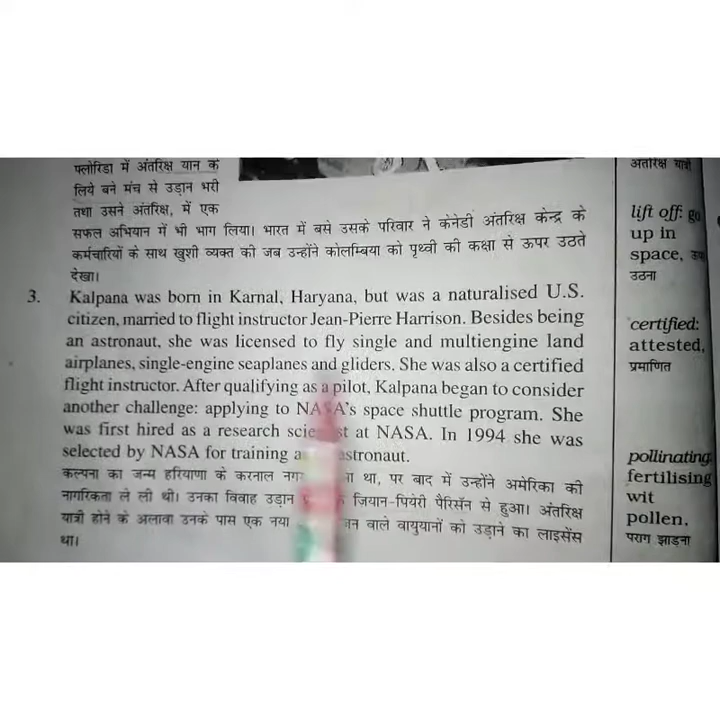 फ्लोरिडा में अंतरिक्ष यान के
लिये बने मंच से उड़ान भरी
तथा उसने अंतरिक्ष, में एक
सफल अभियान में भी भाग लिया। भारत में बसे उसके परिवार ने केनेडी अंतरिक्ष केन्द्र के
कर्मचारियों के साथ खुशी व्यक्त की जब उन्होंने कोलम्बिया को पृथ्वी की कक्षा से ऊपर उठते
देखा।
3. Kalpana was born in Karnal, Haryana, but was a naturalised U.S.
citizen, married to flight instructor Jean-Pierre Harrison. Besides being
an astronaut, she was licensed to fly single and multiengine land
airplanes, single-engine seaplanes and gliders. She was also a certified
flight instructor. After qualifying as a pilot, Kalpana began to consider
another challenge: applying to NASA's space shuttle program. She
was first hired as a research scientist at NASA. In 1994 she was
selected by NASA for training astronaut.
कल्पना का जन्म हरियाणा के करनाल था, पर बाद में उन्होंने अमेरिका की
नागरिकता ले ली थी। उनका विवाह उड़ान जियान-पियेरी पैरिसॅन से हुआ। अंतरिक्ष
यात्री होने के अलावा उनके पास एक नया वाले वायुयानों को उड़ाने का लाइसेंस
था।
अंतरिक्ष यात्री
lift off: go
up in
space,
उठना
certified:
attested,
प्रमाणित
pollinating
fertilising
wit
pollen,
पराग झाड़ना